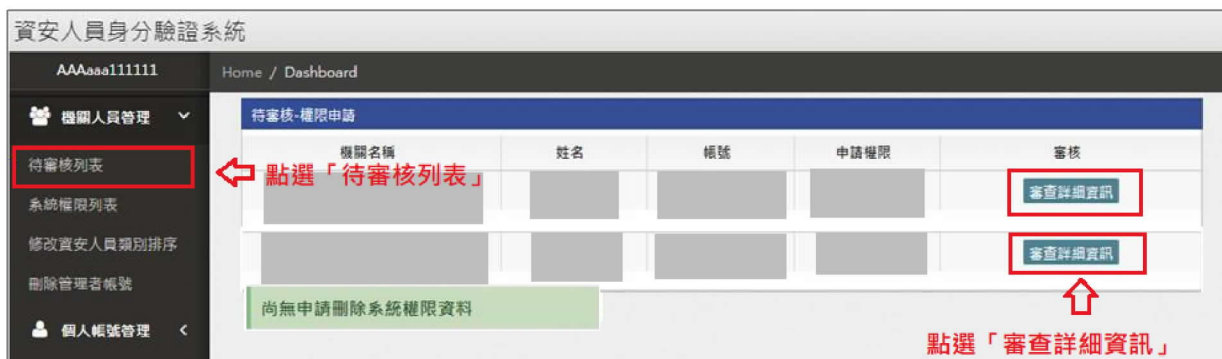 資安人員身分驗證系統
AAAaaa111111
Home / Dashboard
機關人員管理
待審核列表
系統權限列表
修改資安人員類別排序
刪除管理者帳號
個人帳號管理
待審核-權限申請
機關名稱 姓名 帳號 申請權限 審核
點選「待審核列表」
審查詳細資訊
審查詳細資訊
尚無申請刪除系統權限資料
點選「審查詳細資訊」